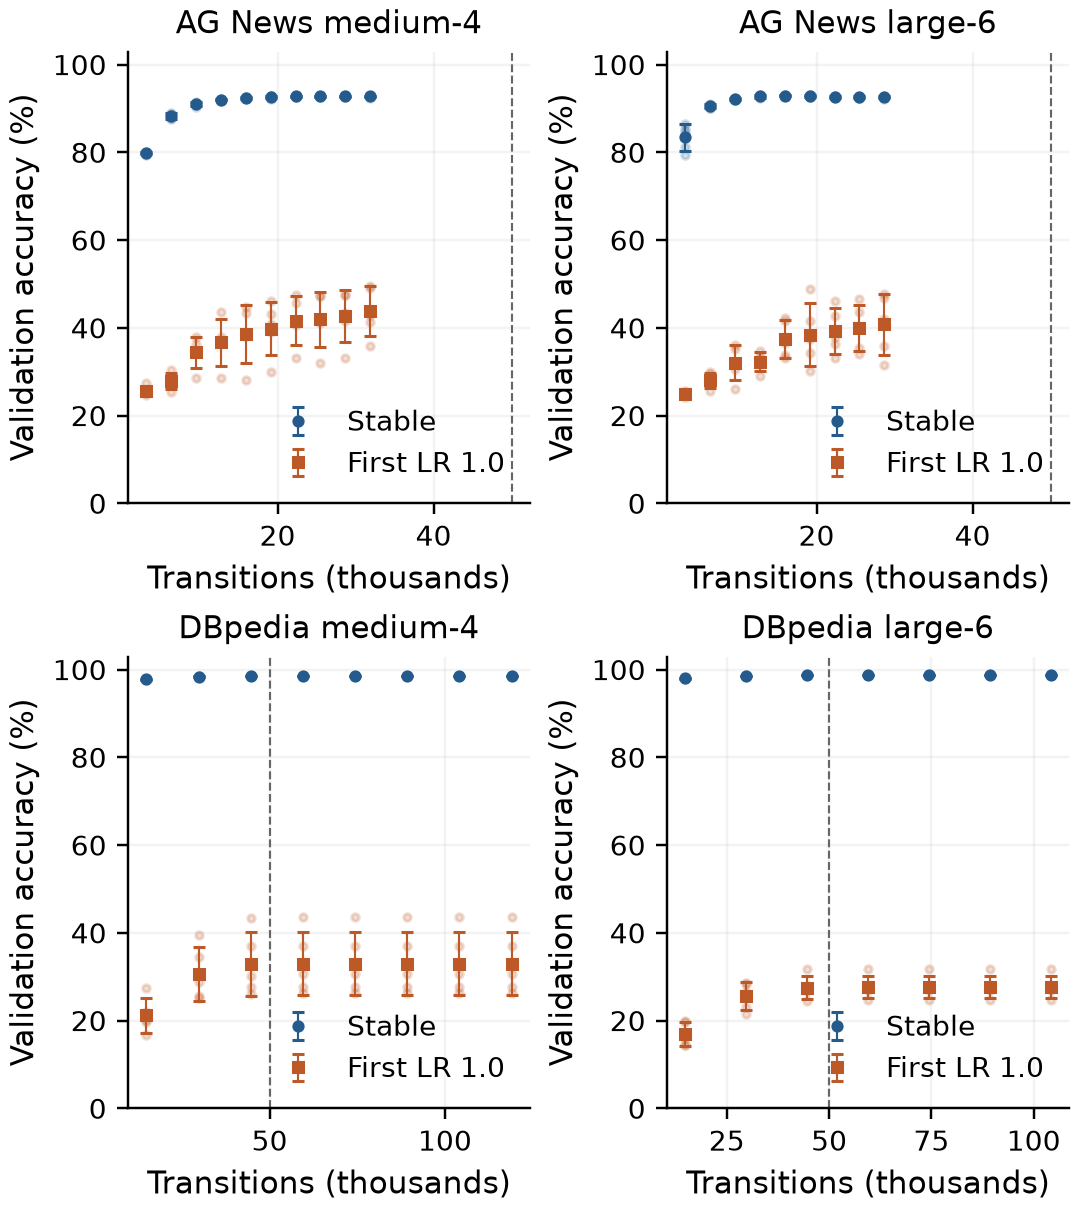 AG News medium-4
Validation accuracy (%)
100
80
60
40
20
0
20 40
Stable
First LR 1.0
Transitions (thousands)
AG News large-6
Validation accuracy (%)
100
80
60
40
20
0
20 40
Stable
First LR 1.0
Transitions (thousands)
DBpedia medium-4
Validation accuracy (%)
100
80
60
40
20
0
50 100
Stable
First LR 1.0
Transitions (thousands)
DBpedia large-6
Validation accuracy (%)
100
80
60
40
20
0
25 50 75 100
Stable
First LR 1.0
Transitions (thousands)